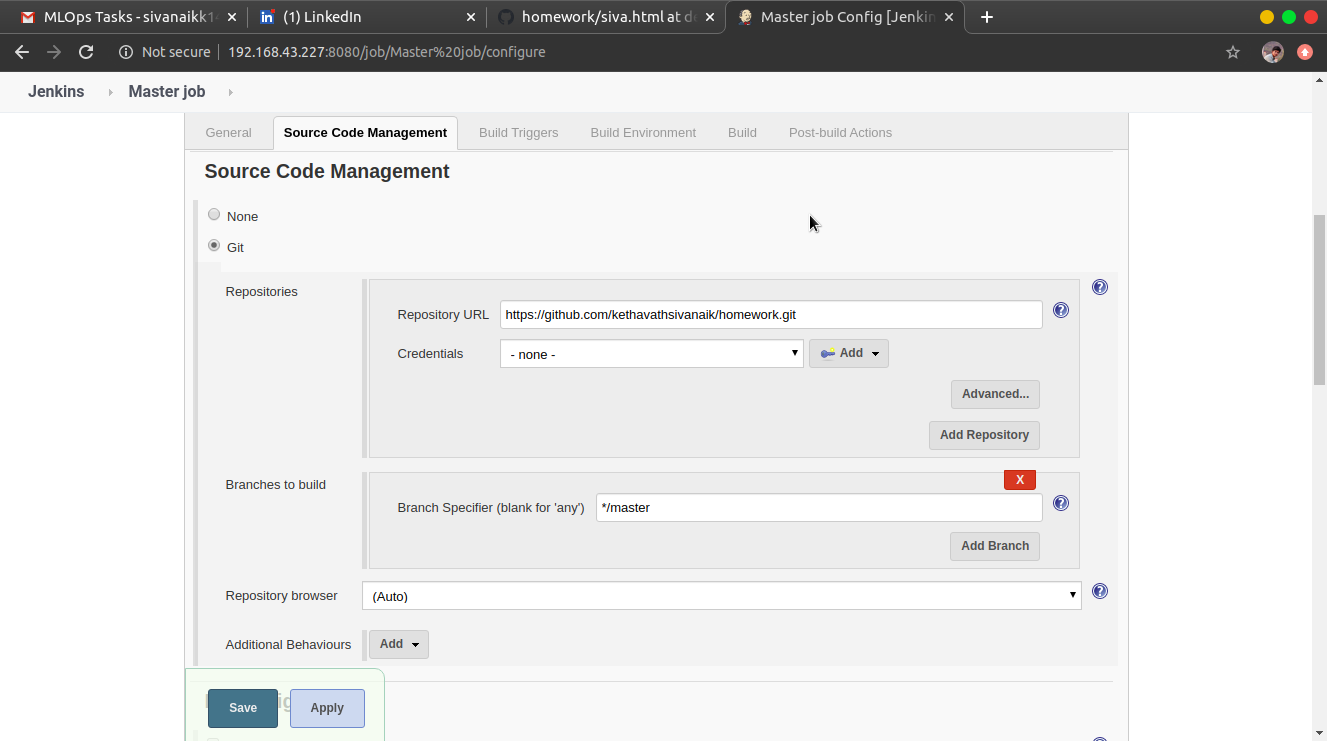 MLOps Tasks - sivanaikk1
(1) LinkedIn
homework/siva.html at de
Master job Config [Jenkin
Not secure
192.168.43.227:8080/job/Master%20job/configure
Jenkins
Master job
General
Source Code Management
Build Triggers
Build Environment
Build
Post-build Actions
Source Code Management
None
Git
Repositories
Repository URL
https://github.com/kethavathsivanaik/homework.git
Credentials
- none -
Add
Advanced...
Add Repository
Branches to build
X
Branch Specifier (blank for 'any')
*/master
Add Branch
Repository browser
(Auto)
Additional Behaviours
Add
Save
Apply